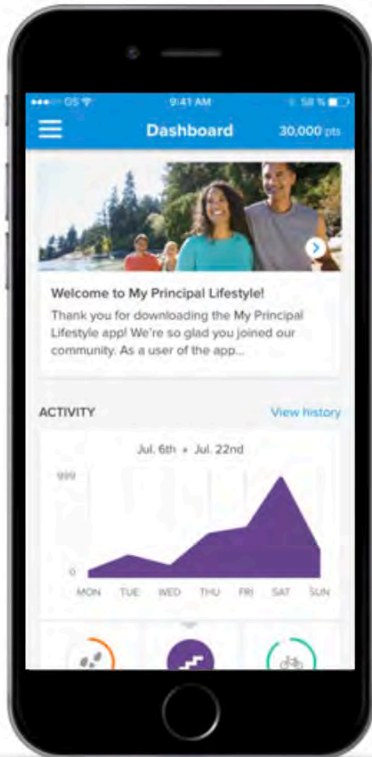 GS 9:41 AM 58 %
Dashboard 30,000 pts
Welcome to My Principal Lifestyle!
Thank you for downloading the My Principal
Lifestyle app! We're so glad you joined our
community. As a user of the app...
ACTIVITY View history
Jul. 6th • Jul. 22nd
999
0
MON TUE WED THU FRI SAT SUN